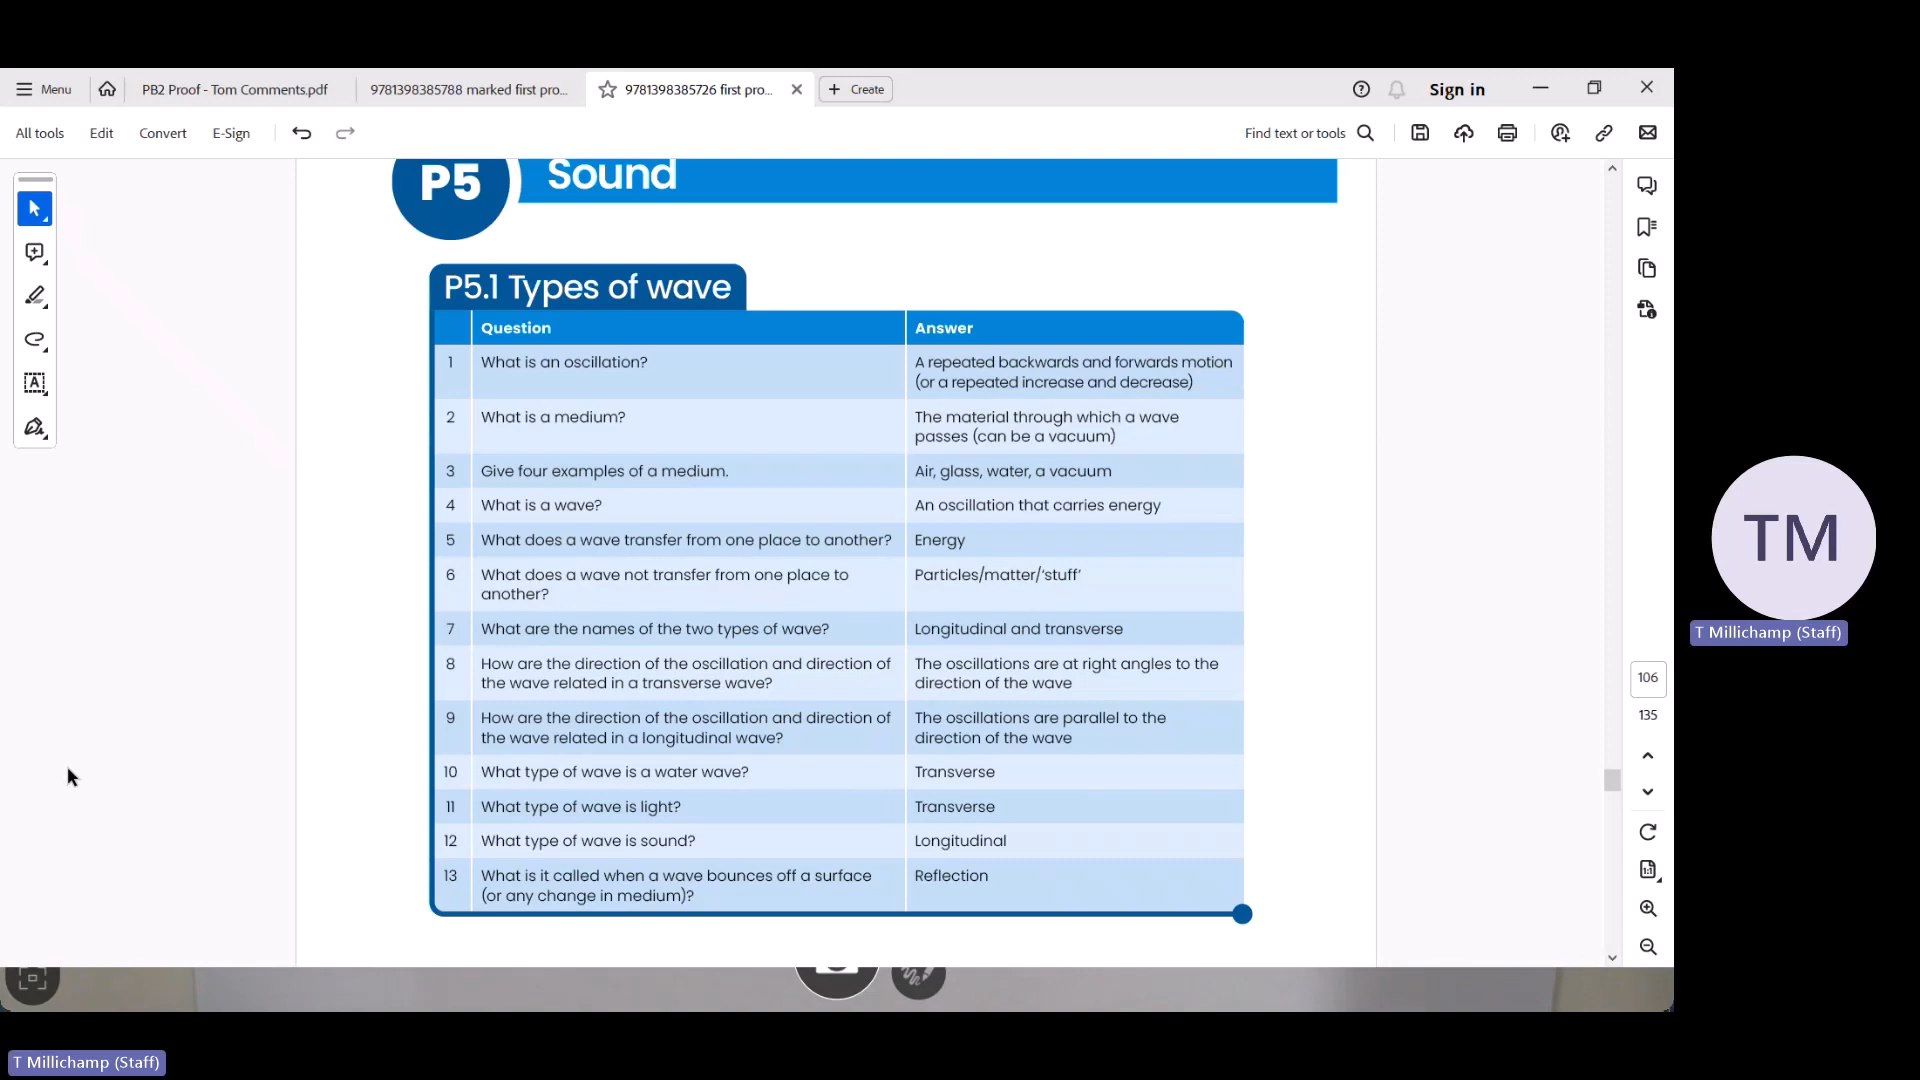 Menu
PB2 Proof - Tom Comments.pdf
9781398385788 marked first pro...
9781398385726 first pro...
Create
Sign in
All tools
Edit
Convert
E-Sign
Find text or tools
P5
Sound
P5.1 Types of wave
Question
Answer
1
What is an oscillation?
A repeated backwards and forwards motion
(or a repeated increase and decrease)
2
What is a medium?
The material through which a wave
passes (can be a vacuum)
3
Give four examples of a medium.
Air, glass, water, a vacuum
4
What is a wave?
An oscillation that carries energy
5
What does a wave transfer from one place to another?
Energy
6
What does a wave not transfer from one place to
another?
Particles/matter/‘stuff’
7
What are the names of the two types of wave?
Longitudinal and transverse
8
How are the direction of the oscillation and direction of
the wave related in a transverse wave?
The oscillations are at right angles to the
direction of the wave
9
How are the direction of the oscillation and direction of
the wave related in a longitudinal wave?
The oscillations are parallel to the
direction of the wave
10
What type of wave is a water wave?
Transverse
11
What type of wave is light?
Transverse
12
What type of wave is sound?
Longitudinal
13
What is it called when a wave bounces off a surface
(or any change in medium)?
Reflection
106
135
TM
T Millichamp (Staff)
T Millichamp (Staff)